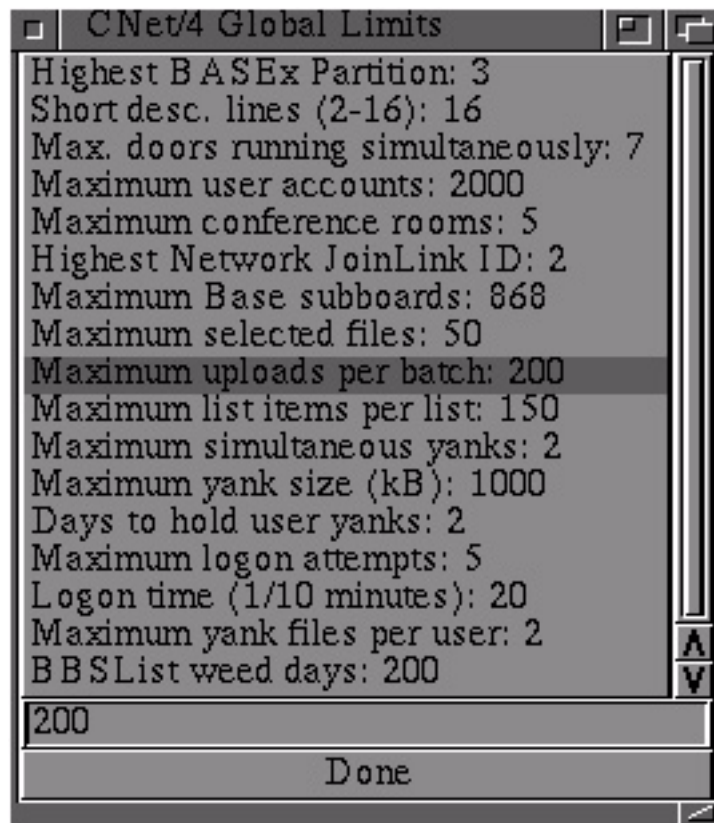 CNet/4 Global Limits
Highest BASEx Partition: 3
Short desc. lines (2-16): 16
Max. doors running simultaneously: 7
Maximum user accounts: 2000
Maximum conference rooms: 5
Highest Network JoinLink ID: 2
Maximum Base subboards: 868
Maximum selected files: 50
Maximum uploads per batch: 200
Maximum list items per list: 150
Maximum simultaneous yanks: 2
Maximum yank size (kB): 1000
Days to hold user yanks: 2
Maximum logon attempts: 5
Logon time (1/10 minutes): 20
Maximum yank files per user: 2
BBSList weed days: 200
200
Done